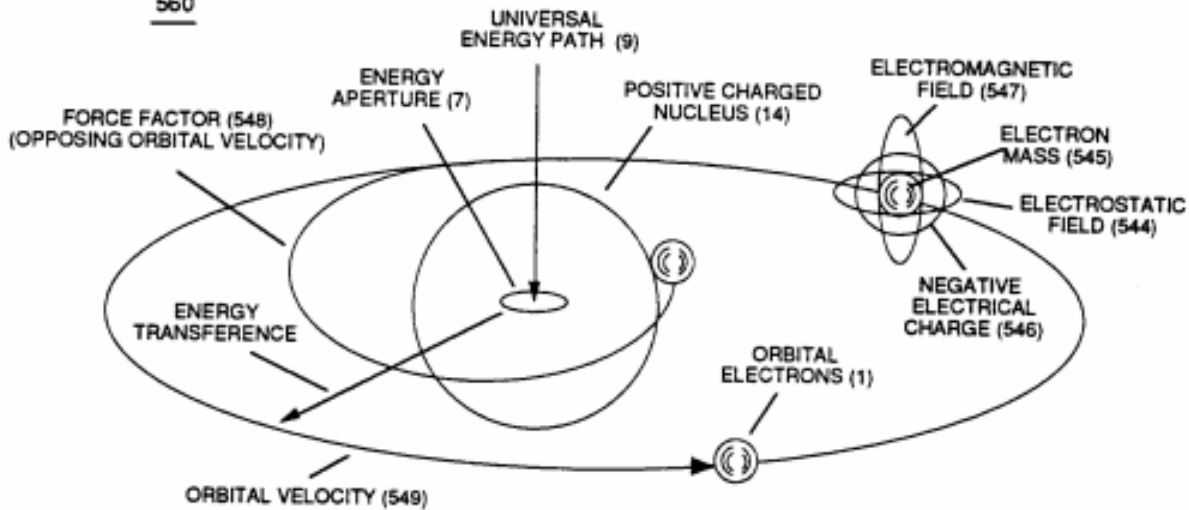 560
UNIVERSAL
ENERGY PATH (9)
ENERGY
APERTURE (7)
POSITIVE CHARGED
NUCLEUS (14)
ELECTROMAGNETIC
FIELD (547)
FORCE FACTOR (548)
(OPPOSING ORBITAL VELOCITY)
ELECTRON
MASS (545)
ELECTROSTATIC
FIELD (544)
NEGATIVE
ELECTRICAL
CHARGE (546)
ENERGY
TRANSFERENCE
ORBITAL
ELECTRONS (1)
ORBITAL VELOCITY (549)